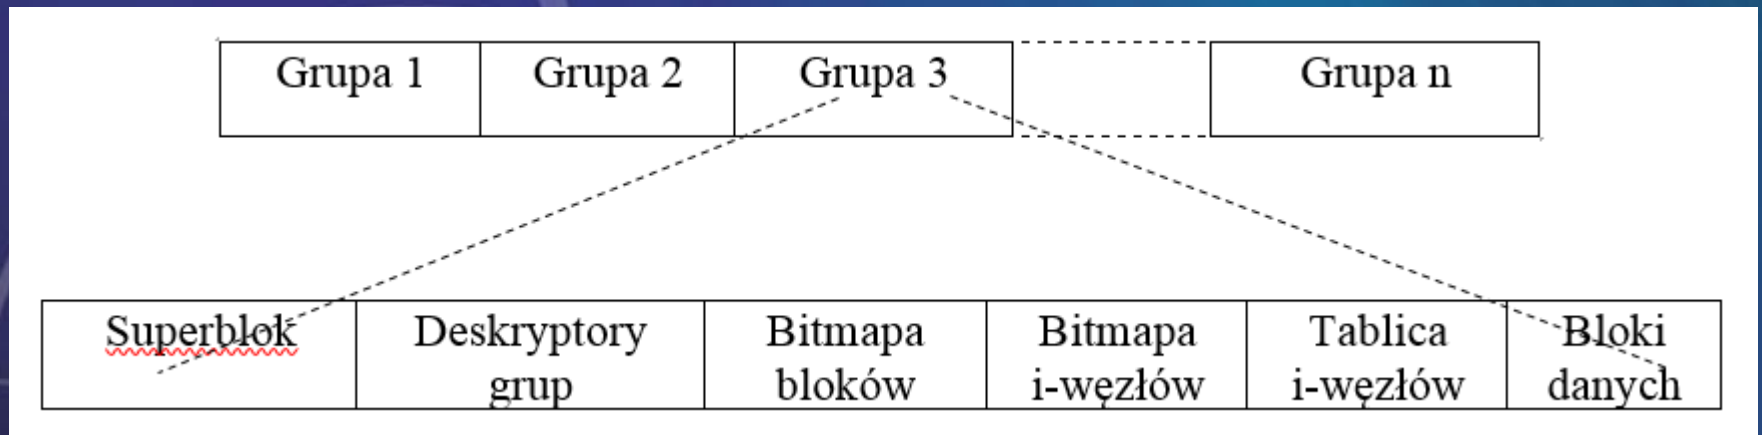 Grupa 1 Grupa 2 Grupa 3 Grupa n
Superblok Deskryptory grup Bitmapa bloków Bitmapa i-węzłów Tablica i-węzłów Bloki danych